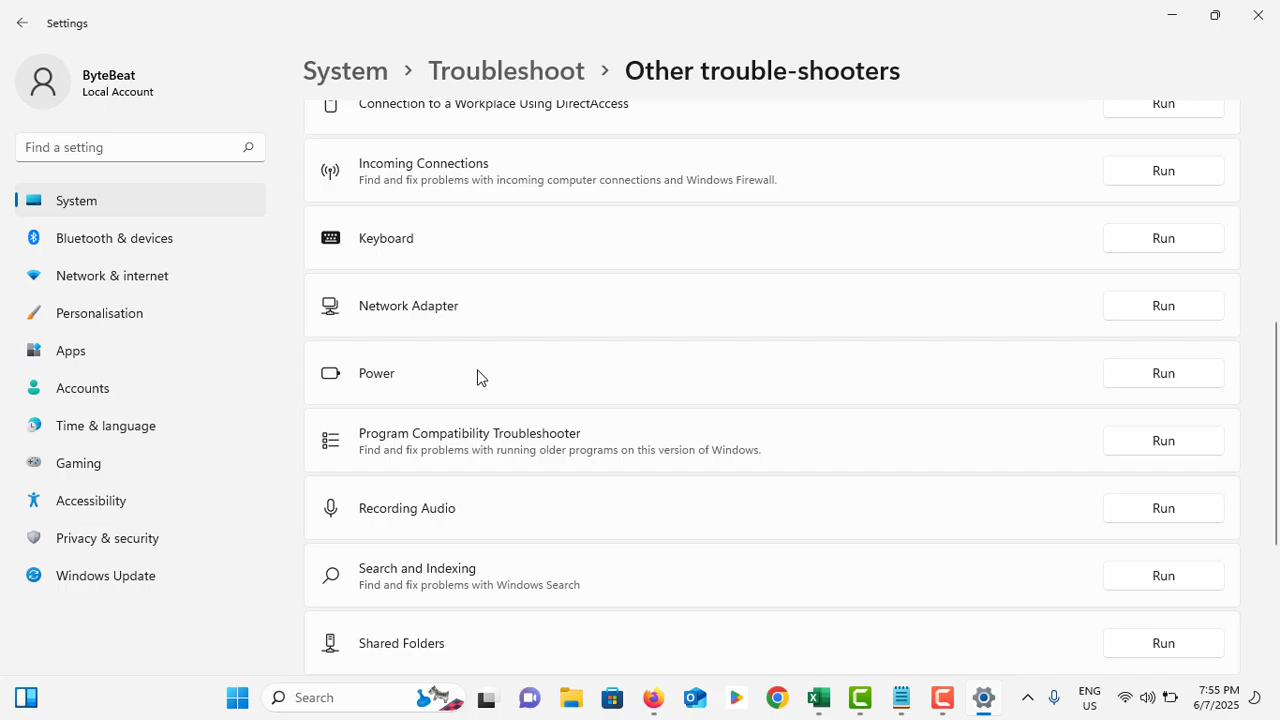 Settings
ByteBeat
Local Account
Find a setting
System
Bluetooth & devices
Network & internet
Personalisation
Apps
Accounts
Time & language
Gaming
Accessibility
Privacy & security
Windows Update
System > Troubleshoot > Other trouble-shooters
Connection to a Workplace Using DirectAccess
Run
Incoming Connections
Find and fix problems with incoming computer connections and Windows Firewall.
Run
Keyboard
Run
Network Adapter
Run
Power
Run
Program Compatibility Troubleshooter
Find and fix problems with running older programs on this version of Windows.
Run
Recording Audio
Run
Search and Indexing
Find and fix problems with Windows Search
Run
Shared Folders
Run
Search
ENG
US
7:55 PM
6/7/2025